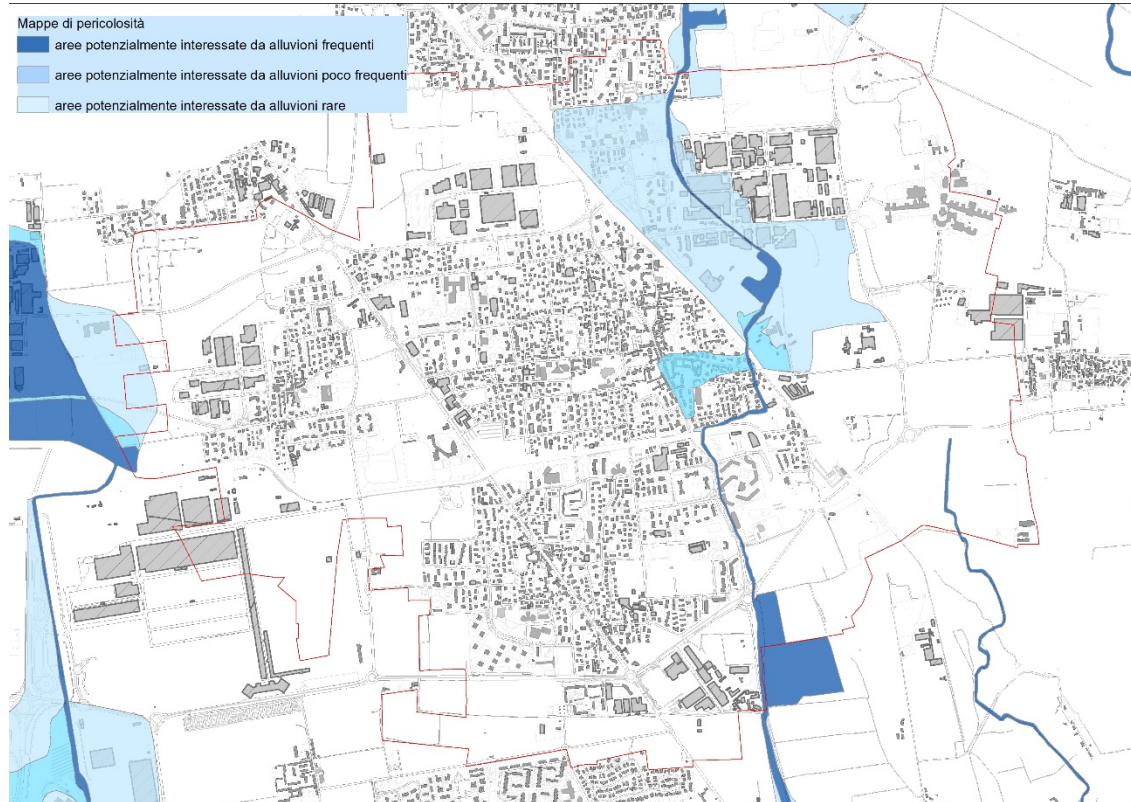 Mappe di pericolosità
aree potenzialmente interessate da alluvioni frequenti
aree potenzialmente interessate da alluvioni poco frequenti
aree potenzialmente interessate da alluvioni rare